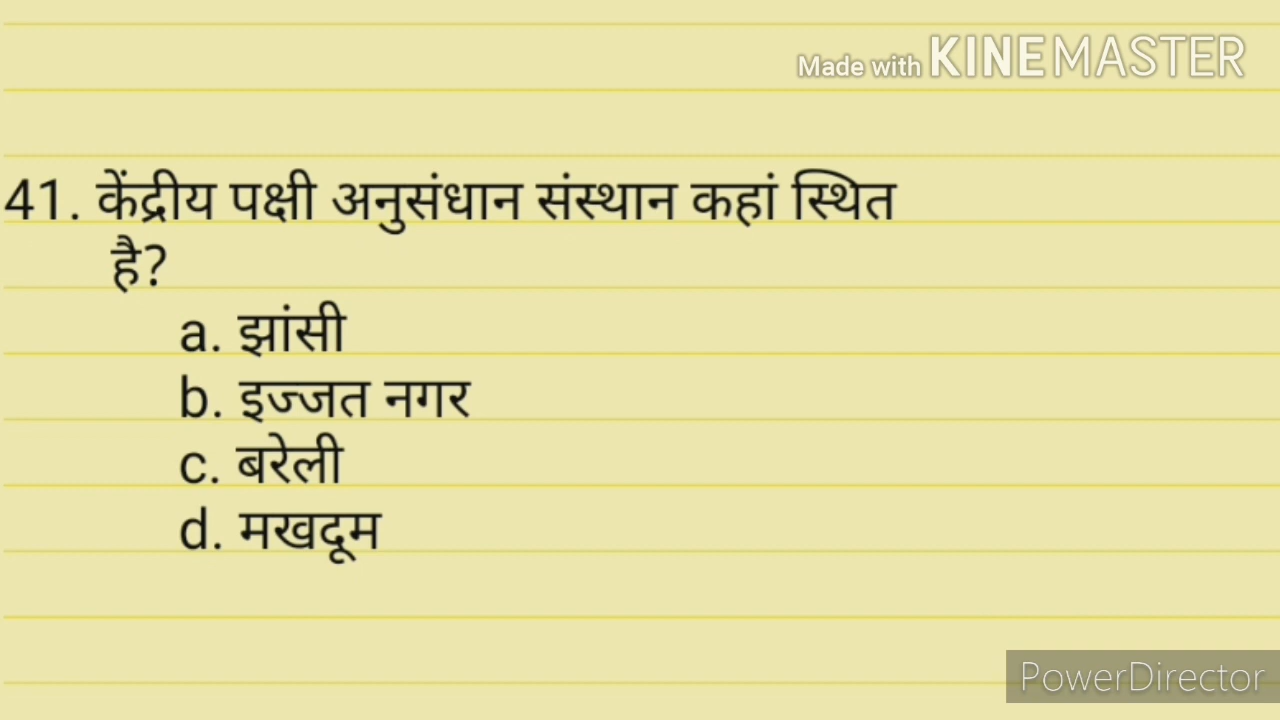 Made with KINEMASTER
41. केंद्रीय पक्षी अनुसंधान संस्थान कहां स्थित
है?
a. झांसी
b. इज्जत नगर
c. बरेली
d. मखदूम
PowerDirector